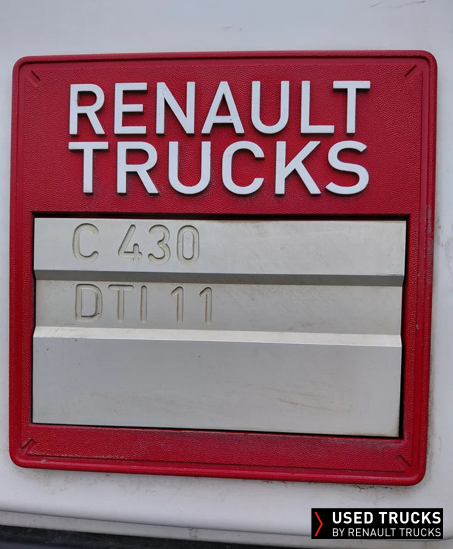 RENAULT
TRUCKS
C 430
DTI 11
USED TRUCKS
BY RENAULT TRUCKS